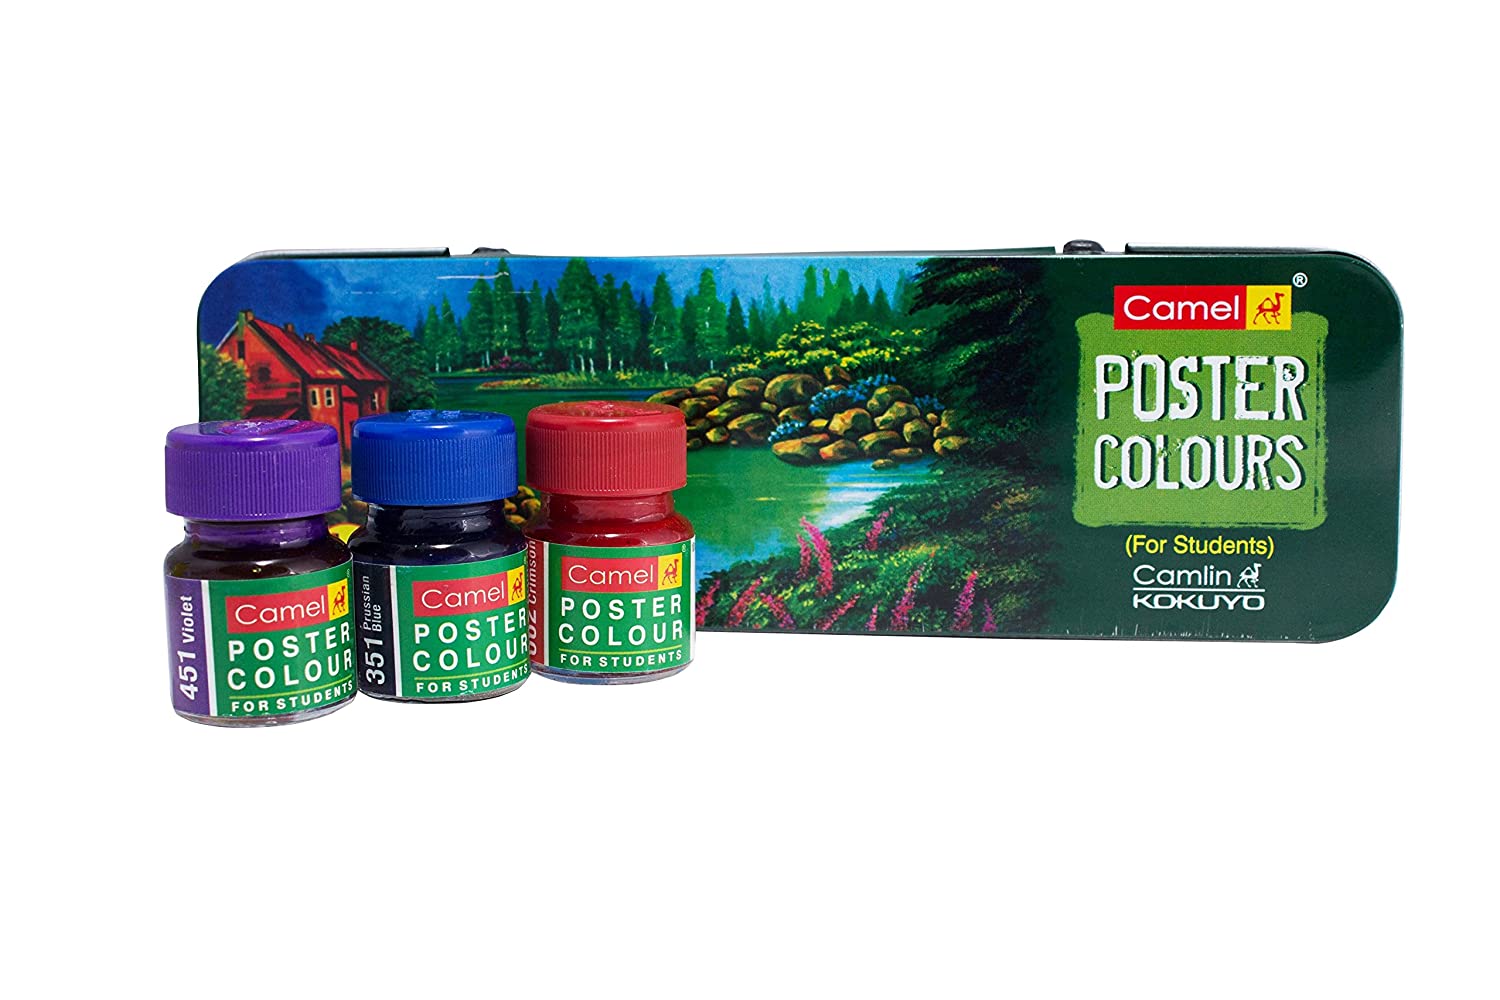 Camel ®
POSTER
COLOURS
(For Students)
Camlin
KOKUYO
451 Violet
Camel ®
POSTER
COLOUR
FOR STUDENTS
351 Prussian
Blue
Camel
POSTER
COLOUR
FOR STUDENTS
Crimson
Camel ®
POSTER
COLOUR
FOR STUDENTS